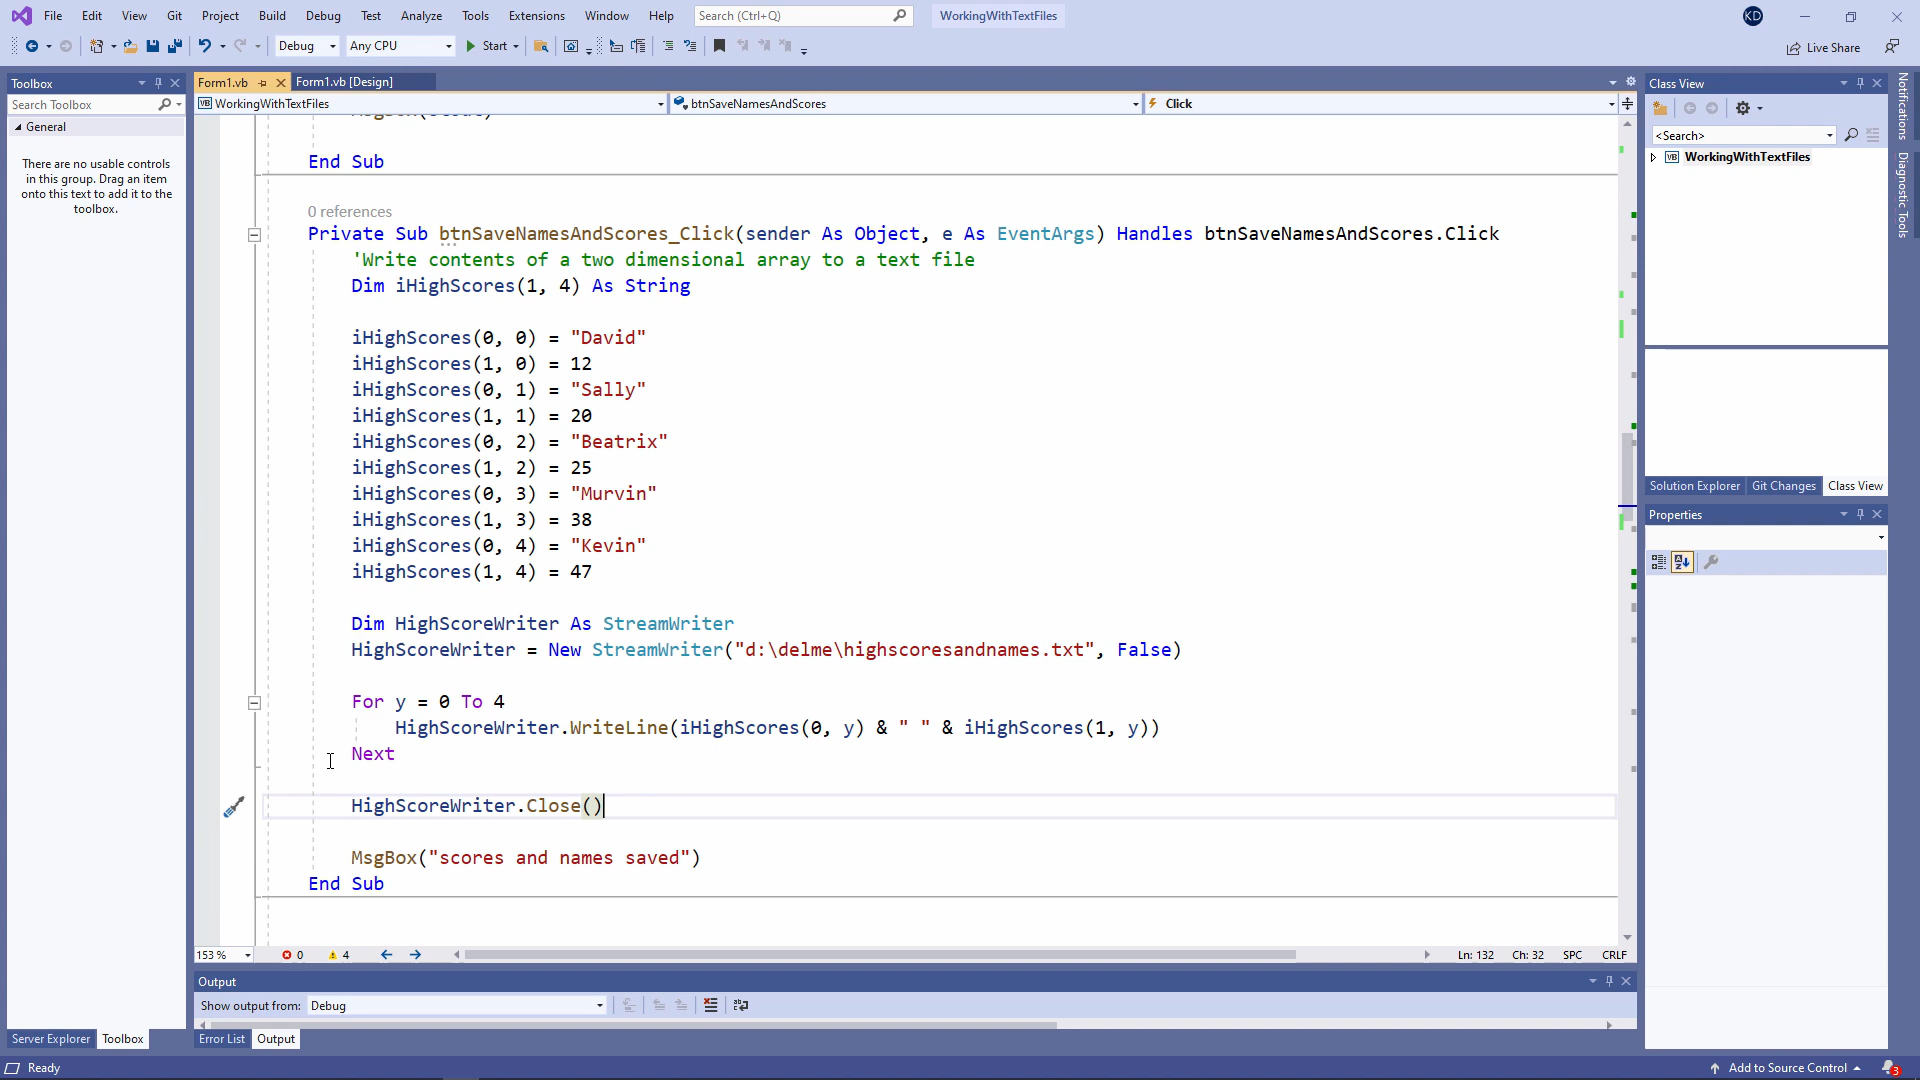 File Edit View Git Project Build Debug Test Analyze Tools Extensions Window Help Search (Ctrl+Q) WorkingWithTextFiles KD
Debug Any CPU Start Live Share
Toolbox
Search Toolbox
General
There are no usable controls
in this group. Drag an item
onto this text to add it to the
toolbox.
Server Explorer Toolbox
Form1.vb Form1.vb [Design]
VB WorkingWithTextFiles btnSaveNamesAndScores Click
End Sub
0 references
Private Sub btnSaveNamesAndScores_Click(sender As Object, e As EventArgs) Handles btnSaveNamesAndScores.Click
'Write contents of a two dimensional array to a text file
Dim iHighScores(1, 4) As String
iHighScores(0, 0) = "David"
iHighScores(1, 0) = 12
iHighScores(0, 1) = "Sally"
iHighScores(1, 1) = 20
iHighScores(0, 2) = "Beatrix"
iHighScores(1, 2) = 25
iHighScores(0, 3) = "Murvin"
iHighScores(1, 3) = 38
iHighScores(0, 4) = "Kevin"
iHighScores(1, 4) = 47
Dim HighScoreWriter As StreamWriter
HighScoreWriter = New StreamWriter("d:\delme\highscoresandnames.txt", False)
For y = 0 To 4
HighScoreWriter.WriteLine(iHighScores(0, y) & " " & iHighScores(1, y))
Next
HighScoreWriter.Close()
MsgBox("scores and names saved")
End Sub
153 % 0 4 Ln: 132 Ch: 32 SPC CRLF
Output
Show output from: Debug
Error List Output
Class View
<Search>
VB WorkingWithTextFiles
Solution Explorer Git Changes Class View
Properties
Notifications
Diagnostic Tools
Ready Add to Source Control 3